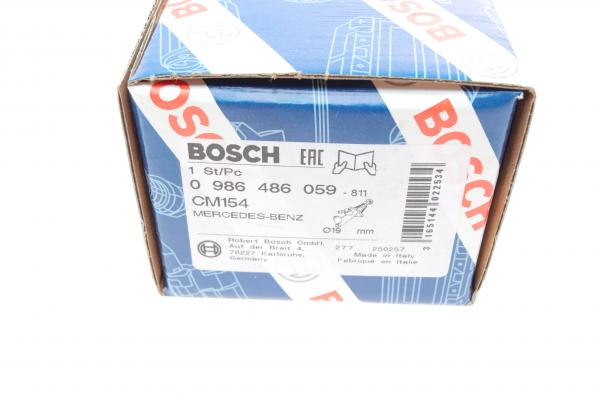 BOSCH
BOSCH
BOSCH EAC
1 St/Pc
0 986 486 059 - 811
CM154
MERCEDES-BENZ
Ø19 mm
Robert Bosch GmbH,
Auf der Breit 4,
76227 Karlsruhe,
Germany
277 250257
Made in Italy
Fabriqué en Italie
3 165144 022534